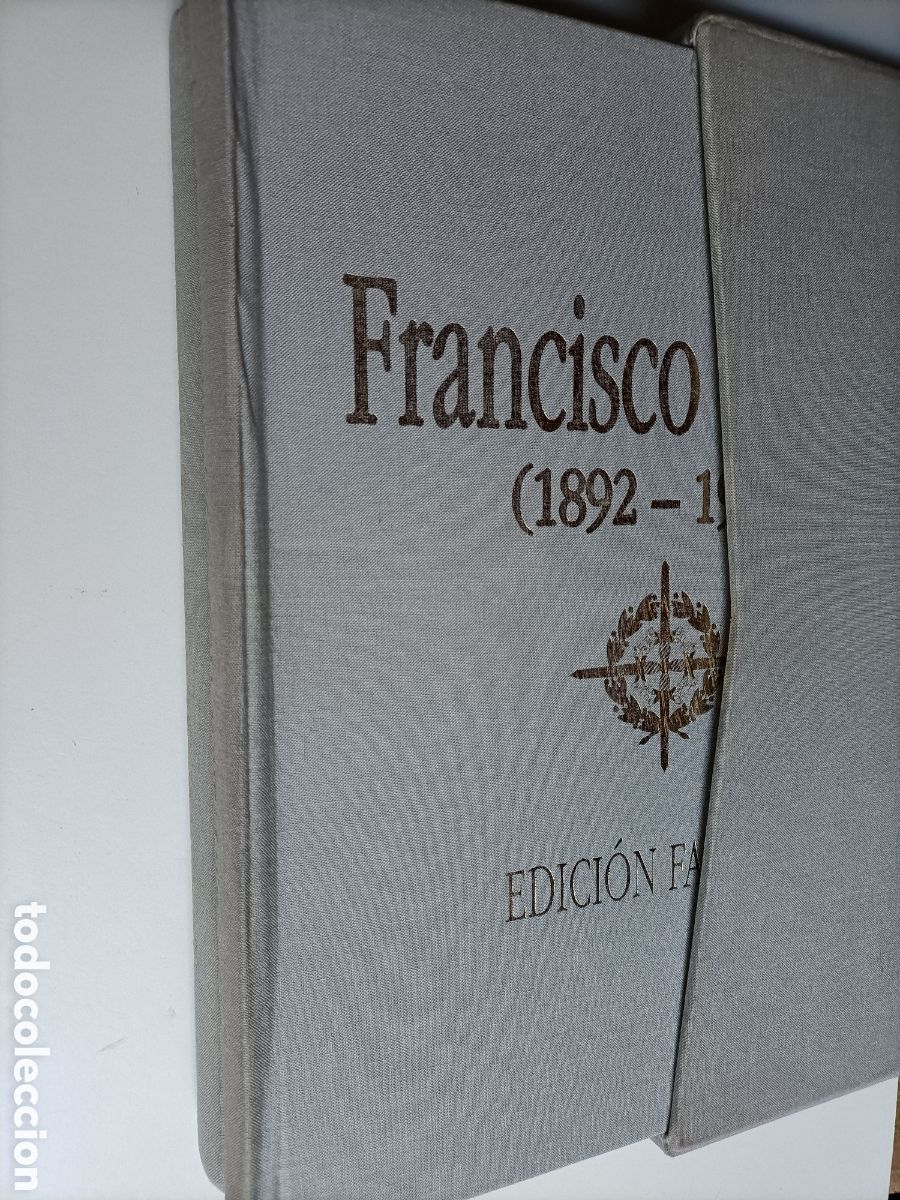 Francisco
(1892 – 1
EDICIÓN FA
todocoleccion